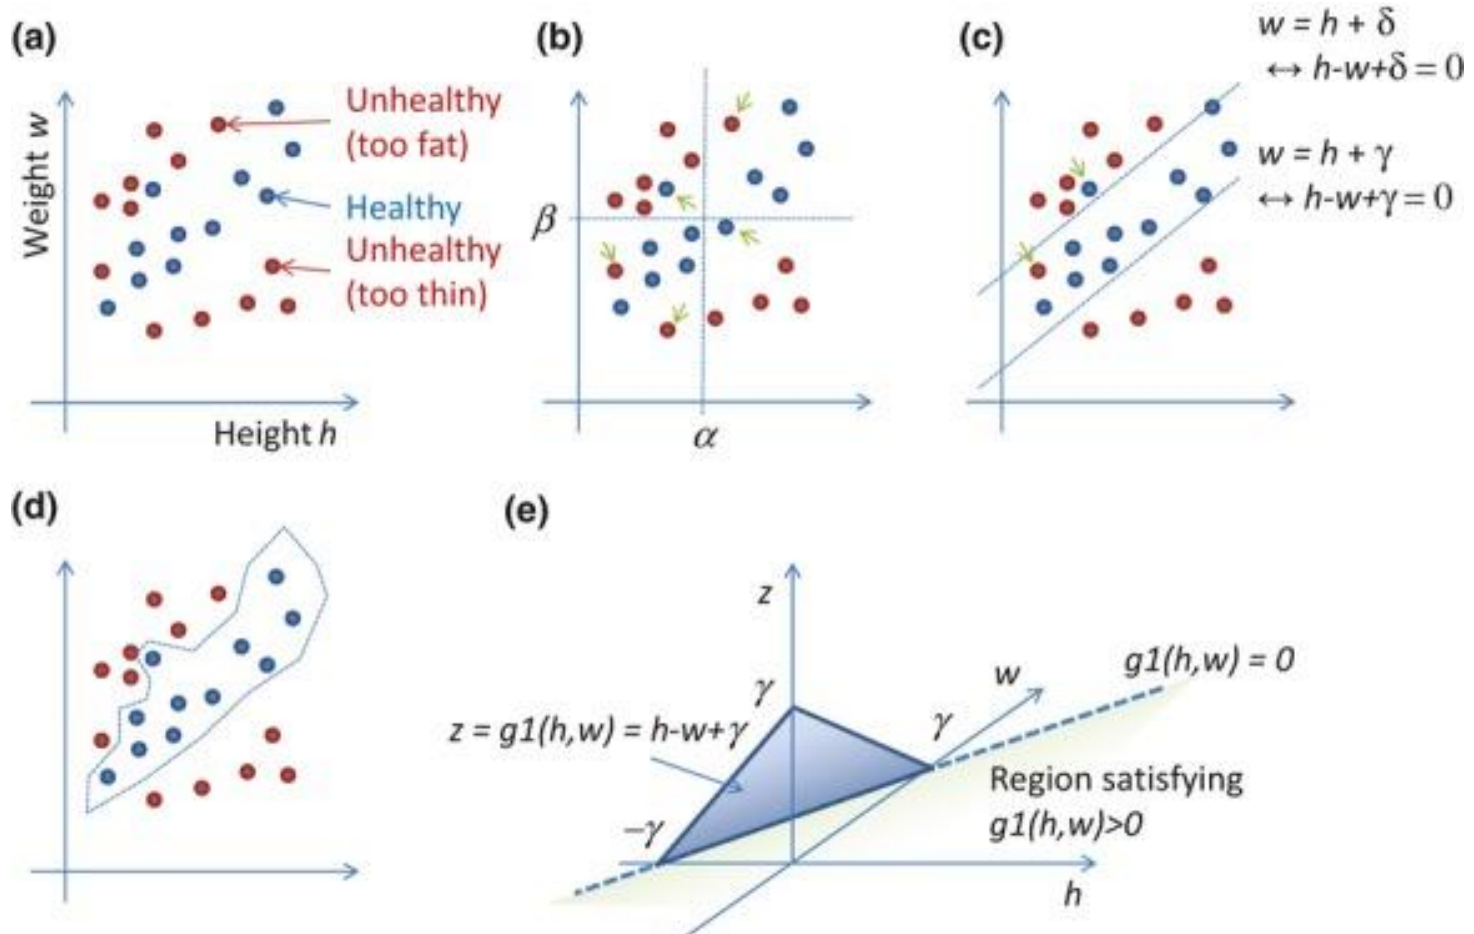 (a)
Weight w
Height h
Unhealthy
(too fat)
Healthy
Unhealthy
(too thin)
(b)
β
α
(c)
w = h + δ
↔ h-w+δ = 0
w = h + γ
↔ h-w+γ = 0
(d)
(e)
z
w
g1(h,w) = 0
γ
γ
z = g1(h,w) = h-w+γ
Region satisfying
g1(h,w)>0
−γ
h